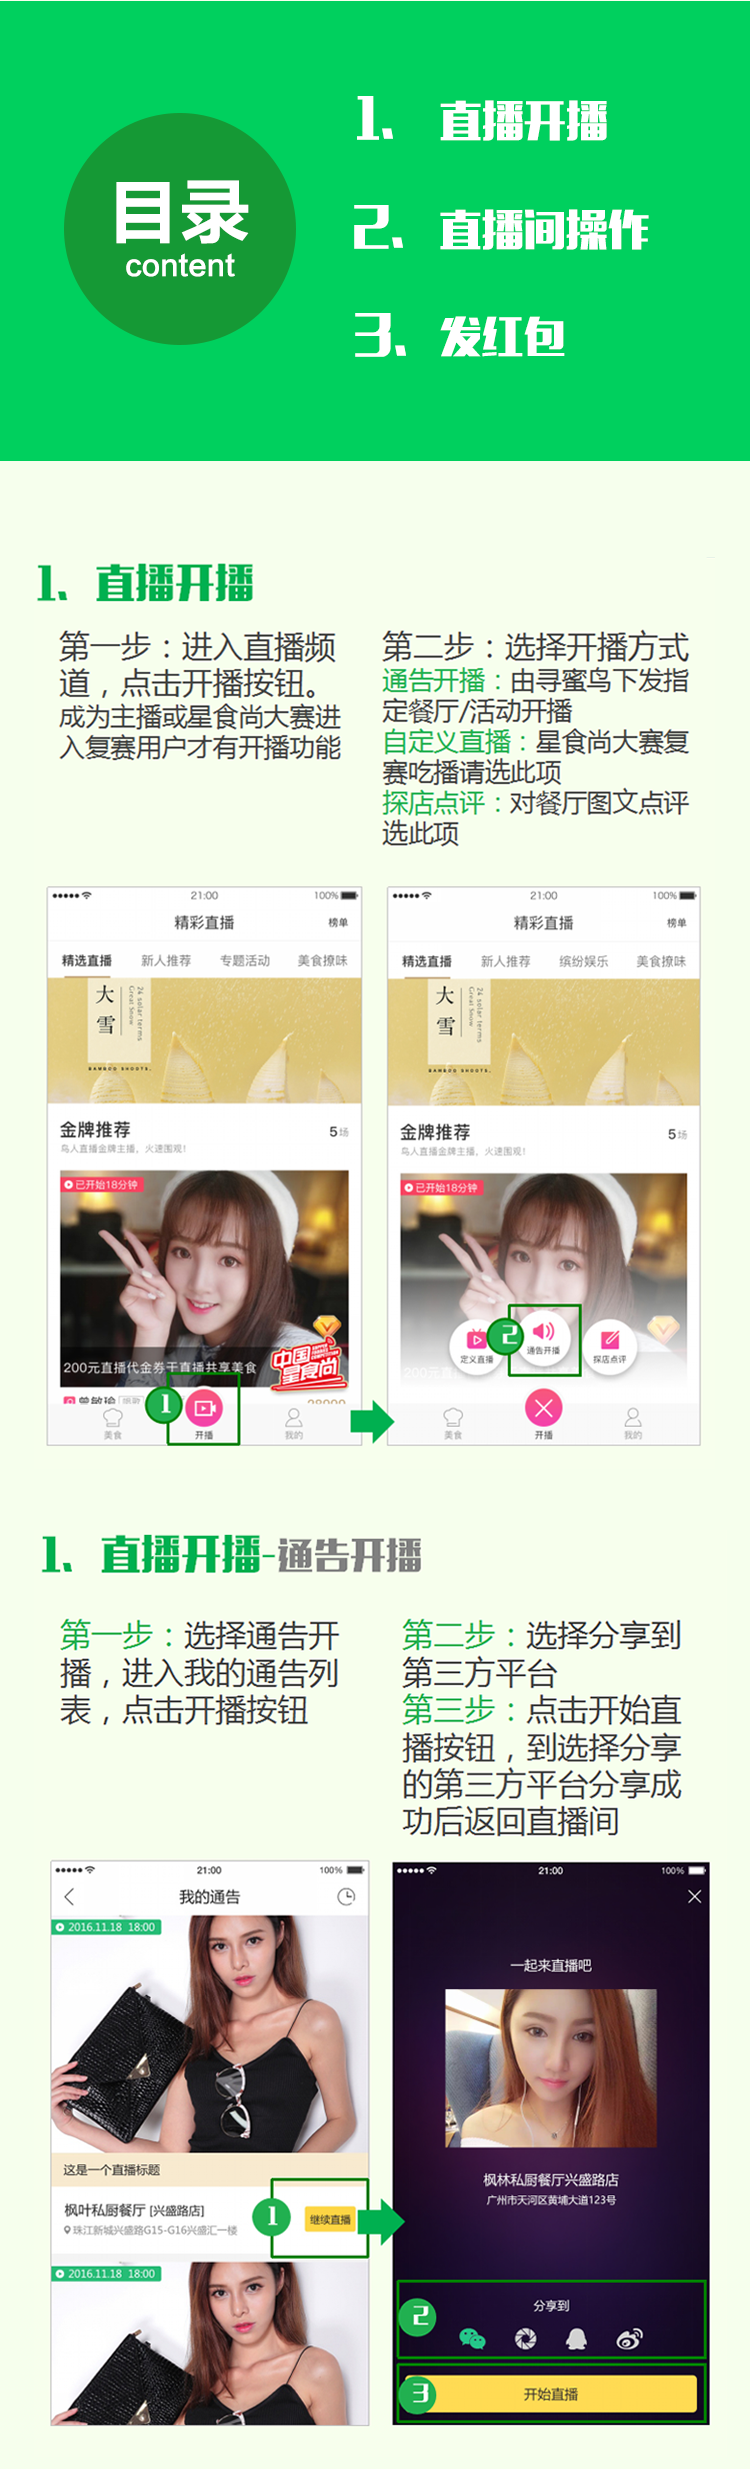 目录
content
1、 直播开播
2、 直播间操作
3、 发红包
1、直播开播
第一步：进入直播频
道，点击开播按钮。
成为主播或星食尚大赛进
入复赛用户才有开播功能
第二步：选择开播方式
通告开播：由寻蜜鸟下发指
定餐厅/活动开播
自定义直播：星食尚大赛复
赛吃播请选此项
探店点评：对餐厅图文点评
选此项
21:00 100%
精彩直播 榜单
精选直播 新人推荐 专题活动 美食撩味
大雪
24 solar terms
Great Snow
BAMBOO SHOOTS.
金牌推荐 5场
鸟人直播金牌主播，火速围观！
已开始18分钟
200元直播代金券干直播共享美食
中国
星食尚
1
美食 开播 我的
21:00 100%
精彩直播 榜单
精选直播 新人推荐 缤纷娱乐 美食撩味
大雪
24 solar terms
Great Snow
BAMBOO SHOOTS.
金牌推荐 5场
鸟人直播金牌主播，火速围观！
已开始18分钟
2
定义直播 通告开播 探店点评
美食 开播 我的
1、直播开播-通告开播
第一步：选择通告开
播，进入我的通告列
表，点击开播按钮
第二步：选择分享到
第三方平台
第三步：点击开始直
播按钮，到选择分享
的第三方平台分享成
功后返回直播间
21:00 100%
我的通告
2016.11.18 18:00
这是一个直播标题
枫叶私厨餐厅 [兴盛路店]
珠江新城兴盛路G15-G16兴盛汇一楼
1
继续直播
2016.11.18 18:00
21:00 100%
一起来直播吧
枫林私厨餐厅兴盛路店
广州市天河区黄埔大道123号
2
分享到
3
开始直播